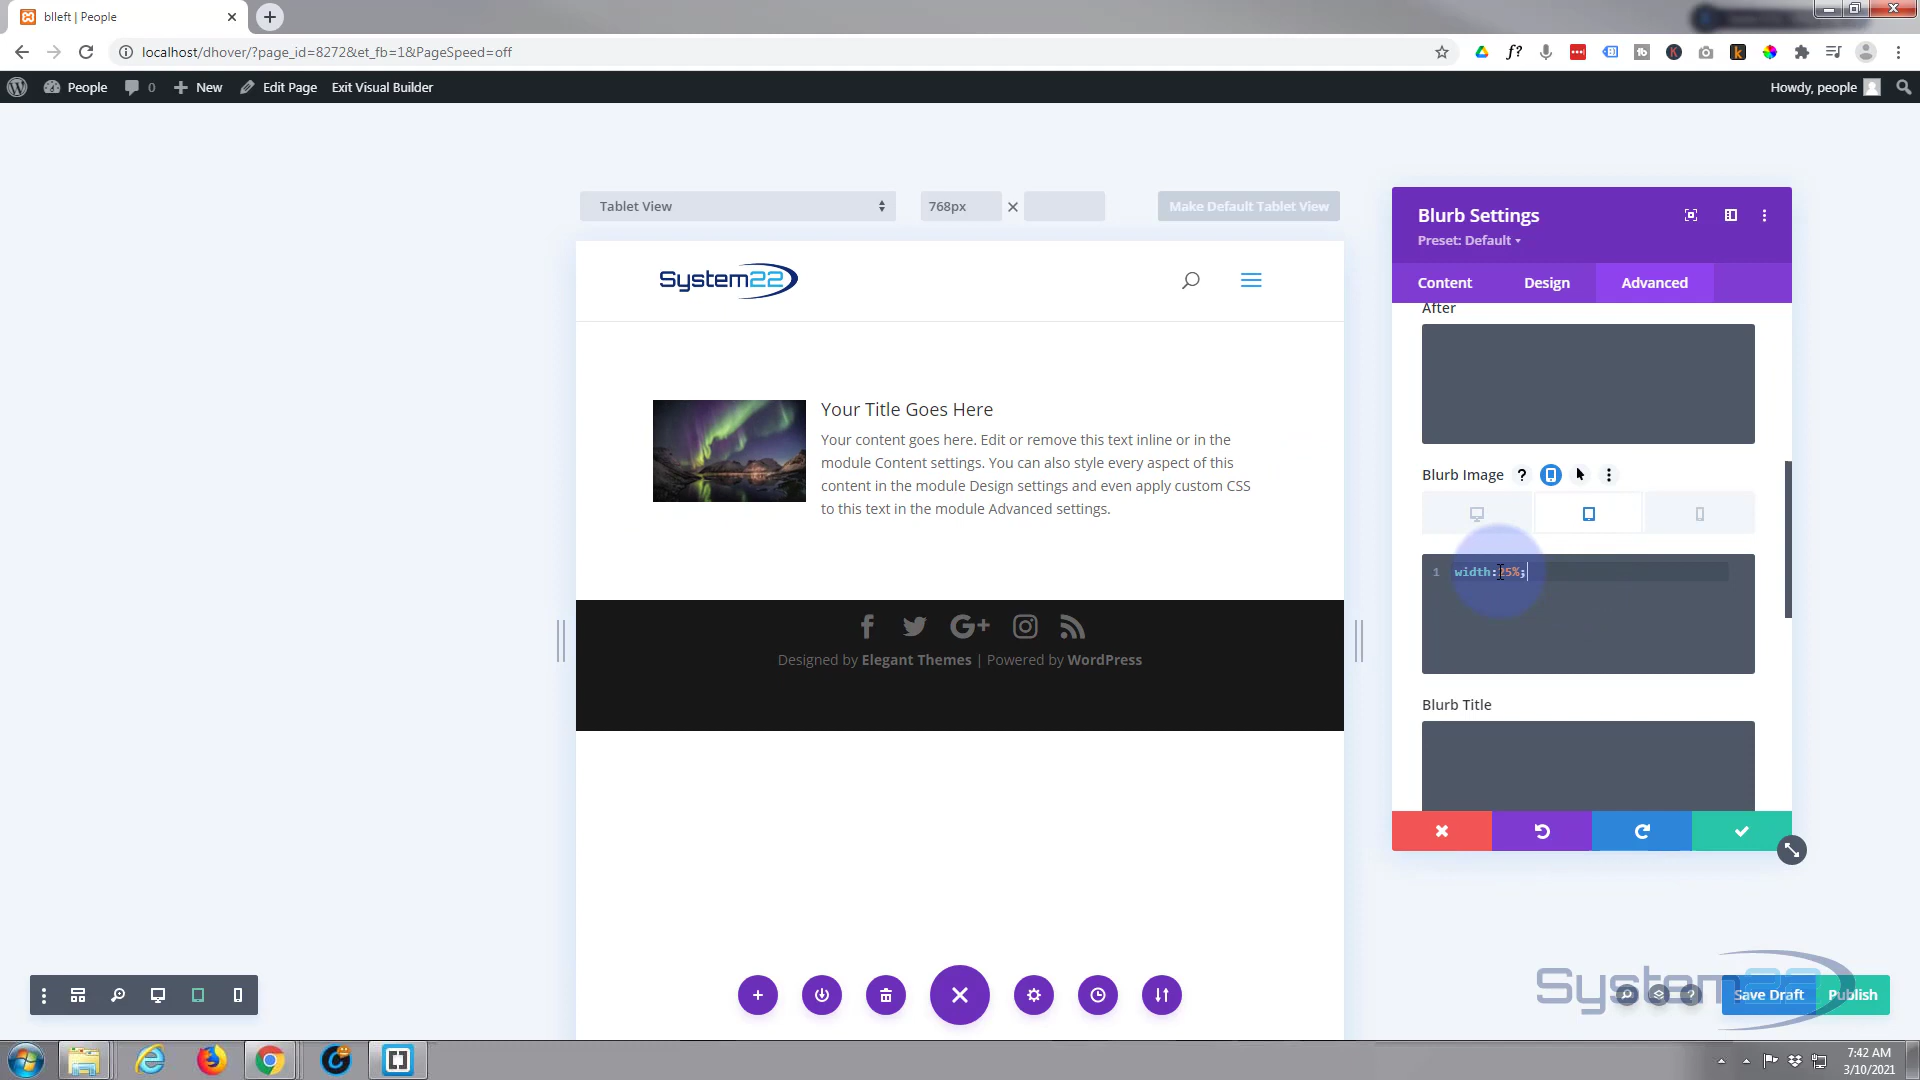 blleft | People
localhost/dhover/?page_id=8272&et_fb=1&PageSpeed=off
People
0
New
Edit Page
Exit Visual Builder
Howdy, people
Tablet View
768px
Make Default Tablet View
System22
Your Title Goes Here
Your content goes here. Edit or remove this text inline or in the
module Content settings. You can also style every aspect of this
content in the module Design settings and even apply custom CSS
to this text in the module Advanced settings.
Designed by Elegant Themes | Powered by WordPress
Blurb Settings
Preset: Default
Content
Design
Advanced
After
Blurb Image
1 width:25%;
Blurb Title
System22
Save Draft
Publish
7:42 AM
3/10/2021